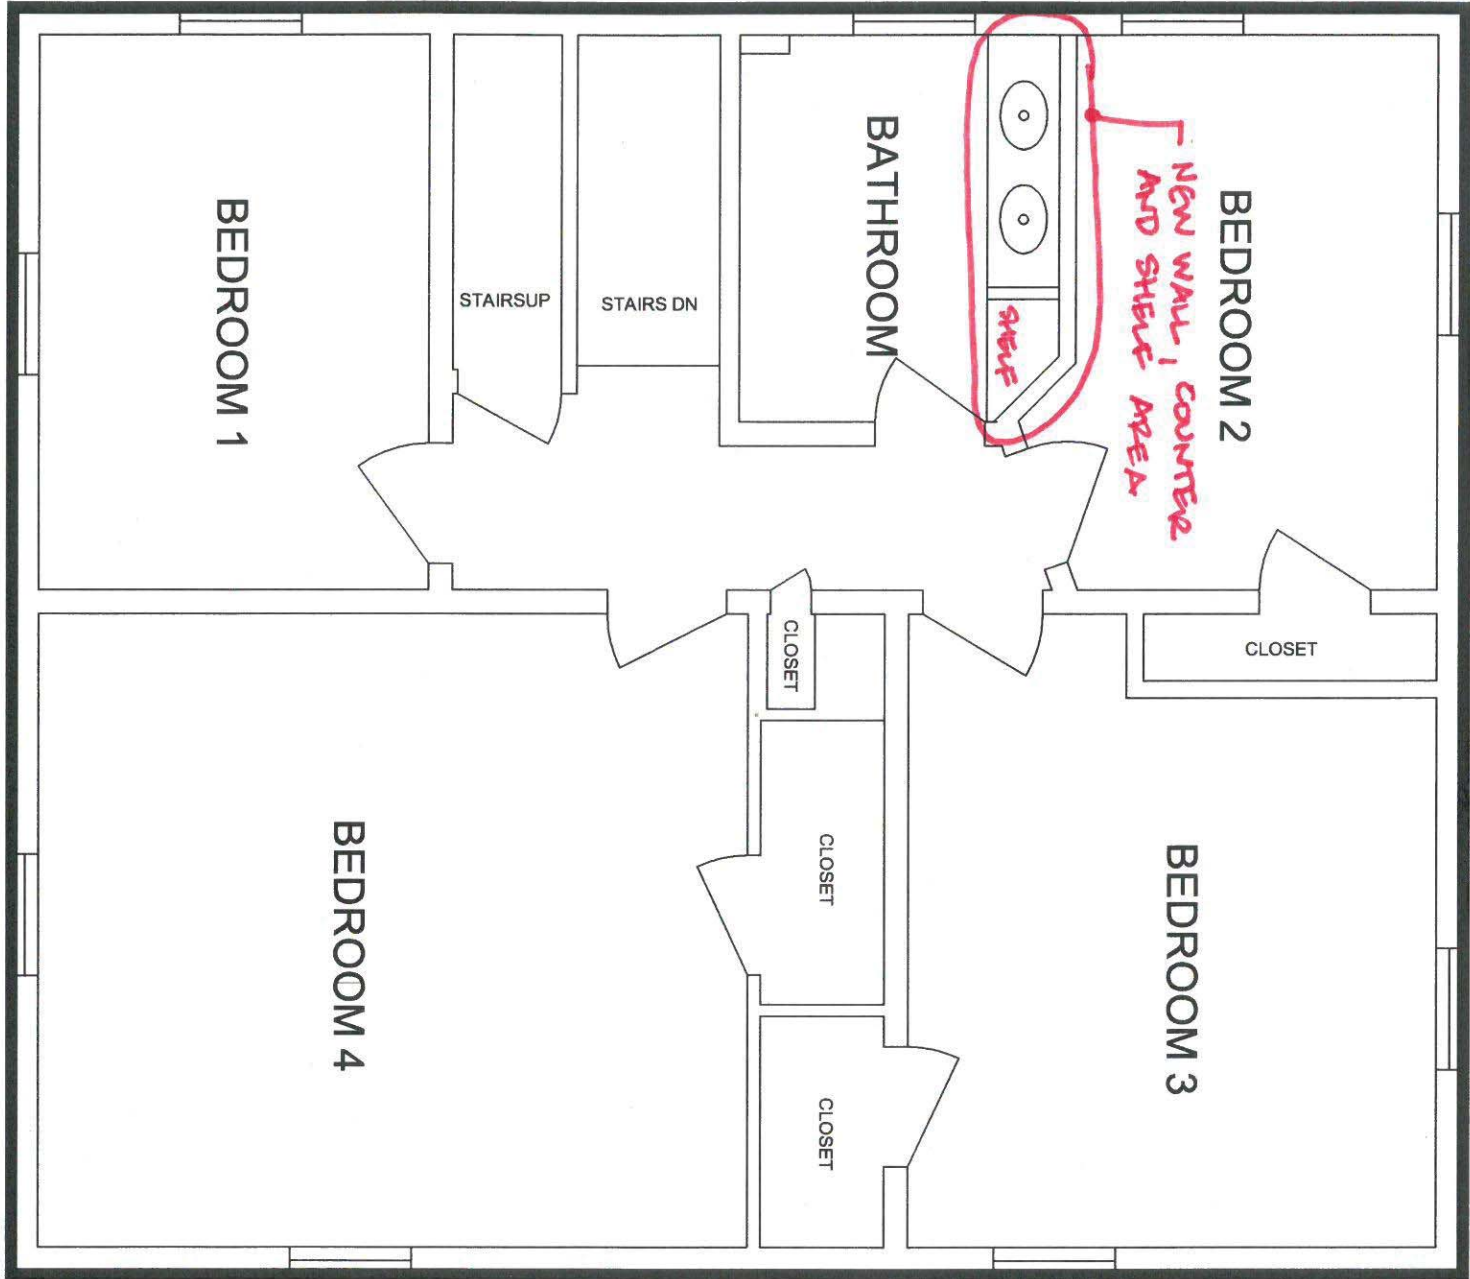 BEDROOM 1
STAIRSUP
STAIRS DN
BATHROOM
SHELF
NEW WALL, COUNTER
AND SHELF AREA
BEDROOM 2
CLOSET
CLOSET
CLOSET
CLOSET
BEDROOM 4
BEDROOM 3